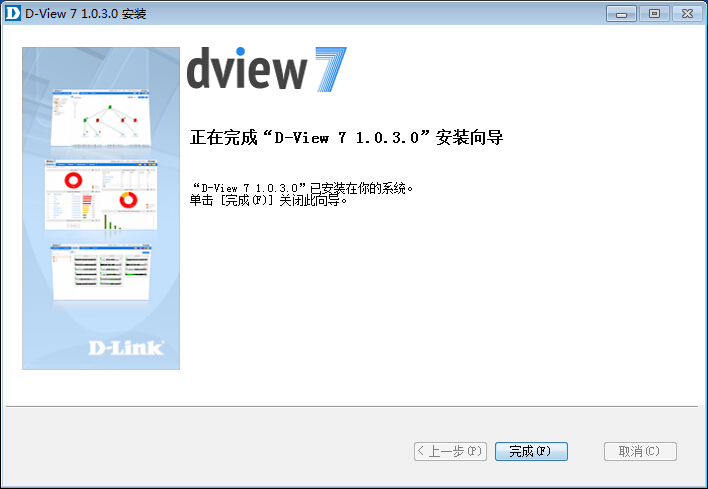 D-View 7 1.0.3.0 安装
dview 7
正在完成“D-View 7 1.0.3.0”安装向导
“D-View 7 1.0.3.0”已安装在你的系统。
单击 [完成(F)] 关闭此向导。
D-Link
< 上一步(P)
完成(F)
取消(C)